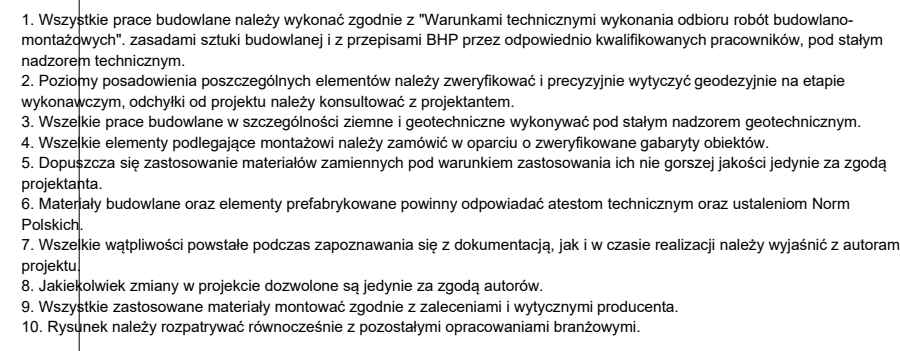 1. Wszystkie prace budowlane należy wykonać zgodnie z "Warunkami technicznymi wykonania odbioru robót budowlano-
montażowych". zasadami sztuki budowlanej i z przepisami BHP przez odpowiednio kwalifikowanych pracowników, pod stałym
nadzorem technicznym.
2. Poziomy posadowienia poszczególnych elementów należy zweryfikować i precyzyjnie wytyczyć geodezyjnie na etapie
wykonawczym, odchyłki od projektu należy konsultować z projektantem.
3. Wszelkie prace budowlane w szczególności ziemne i geotechniczne wykonywać pod stałym nadzorem geotechnicznym.
4. Wszelkie elementy podlegające montażowi należy zamówić w oparciu o zweryfikowane gabaryty obiektów.
5. Dopuszcza się zastosowanie materiałów zamiennych pod warunkiem zastosowania ich nie gorszej jakości jedynie za zgodą
projektanta.
6. Materiały budowlane oraz elementy prefabrykowane powinny odpowiadać atestom technicznym oraz ustaleniom Norm
Polskich.
7. Wszelkie wątpliwości powstałe podczas zapoznawania się z dokumentacją, jak i w czasie realizacji należy wyjaśnić z autoram
projektu.
8. Jakiekolwiek zmiany w projekcie dozwolone są jedynie za zgodą autorów.
9. Wszystkie zastosowane materiały montować zgodnie z zaleceniami i wytycznymi producenta.
10. Rysunek należy rozpatrywać równocześnie z pozostałymi opracowaniami branżowymi.